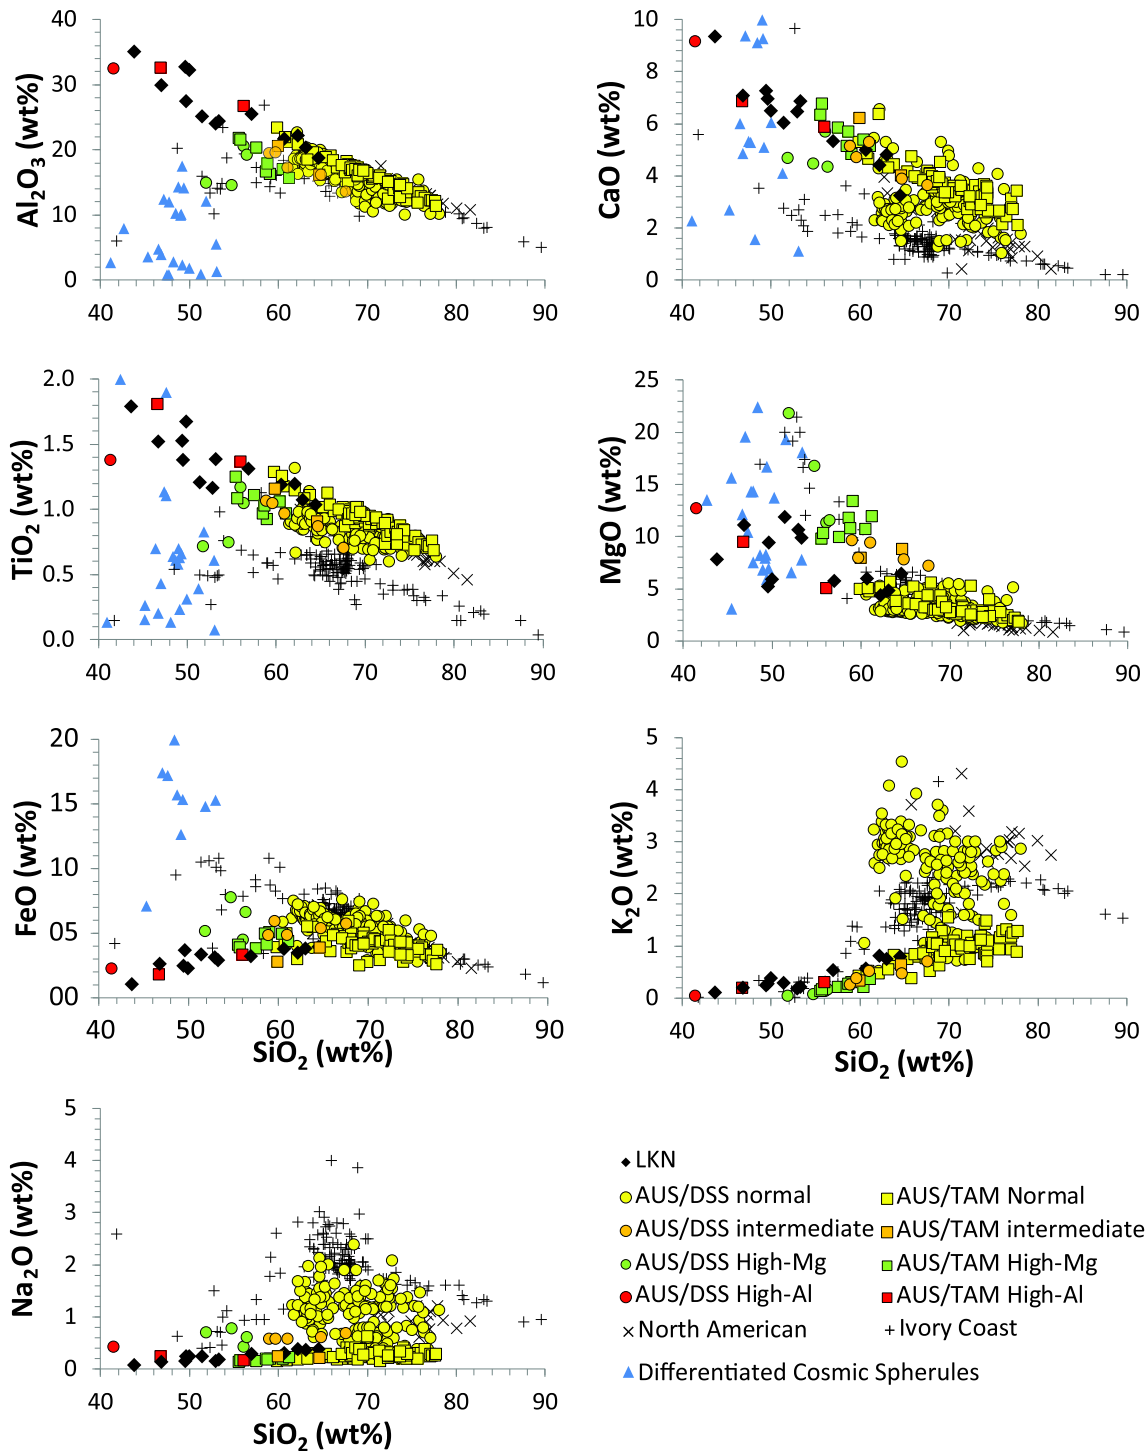 40
30
20
10
0
Al2O3 (wt%)
40 50 60 70 80 90
10
8
6
4
2
0
CaO (wt%)
40 50 60 70 80 90
2.0
1.5
1.0
0.5
0.0
TiO2 (wt%)
40 50 60 70 80 90
25
20
15
10
5
0
MgO (wt%)
40 50 60 70 80 90
20
15
10
05
00
FeO (wt%)
40 50 60 70 80 90
SiO2 (wt%)
5
4
3
2
1
0
K2O (wt%)
40 50 60 70 80 90
SiO2 (wt%)
5
4
3
2
1
0
Na2O (wt%)
40 50 60 70 80 90
SiO2 (wt%)
LKN
AUS/DSS normal AUS/TAM Normal
AUS/DSS intermediate AUS/TAM intermediate
AUS/DSS High-Mg AUS/TAM High-Mg
AUS/DSS High-Al AUS/TAM High-Al
North American Ivory Coast
Differentiated Cosmic Spherules